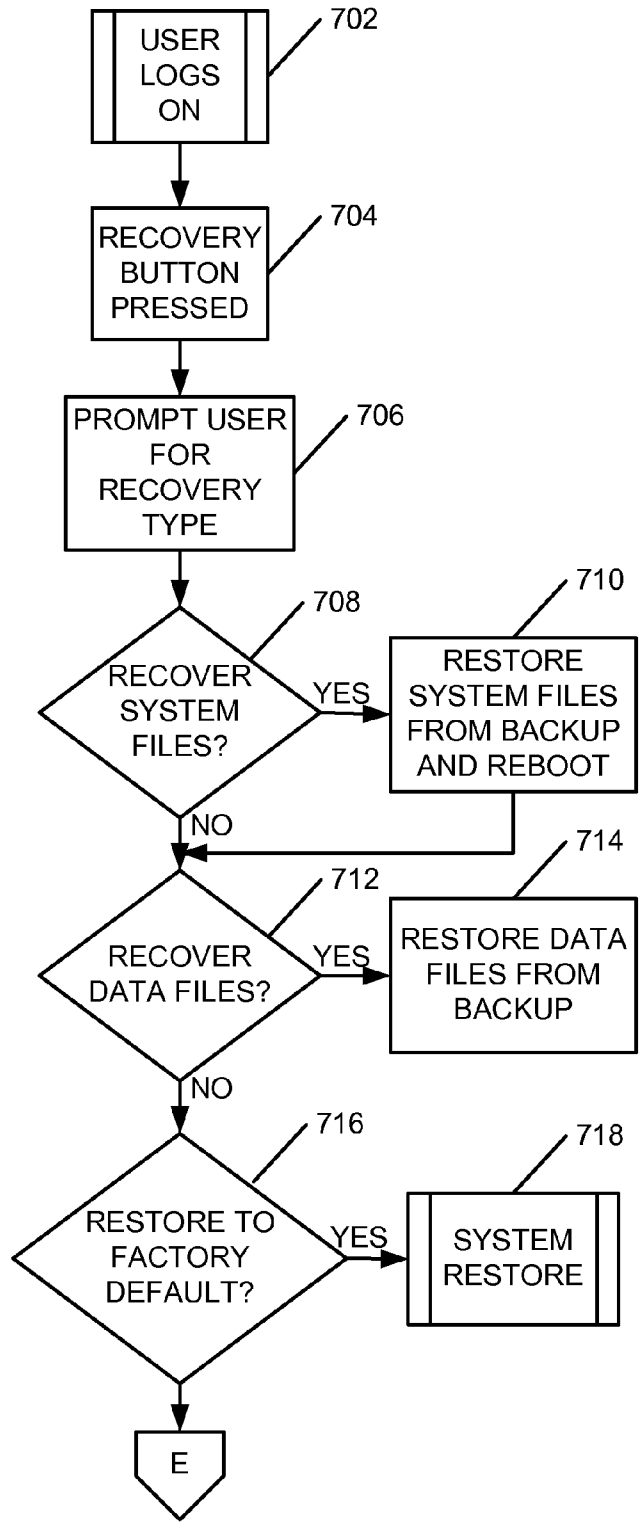 USER
LOGS
ON
702
RECOVERY
BUTTON
PRESSED
704
PROMPT USER
FOR
RECOVERY
TYPE
706
RECOVER
SYSTEM
FILES?
708
YES
RESTORE
SYSTEM FILES
FROM BACKUP
AND REBOOT
710
NO
RECOVER
DATA FILES?
712
YES
RESTORE DATA
FILES FROM
BACKUP
714
NO
RESTORE TO
FACTORY
DEFAULT?
716
YES
SYSTEM
RESTORE
718
E